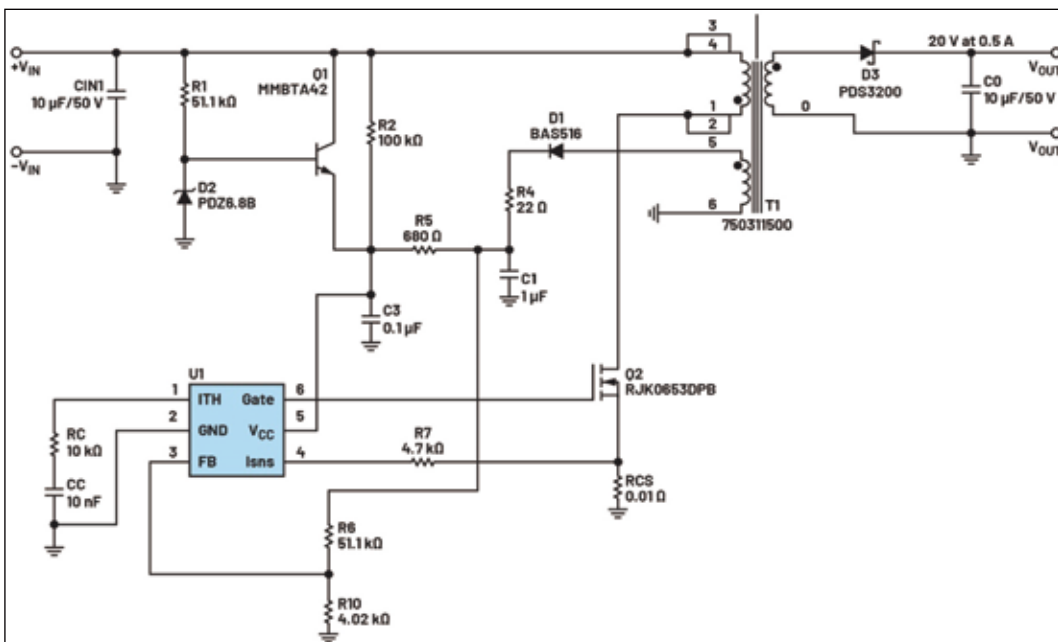 3
4
+VIN
CIN1
10 µF/50 V
−VIN
R1
51.1 kΩ
Q1
MMBTA42
R2
100 kΩ
D2
PDZ6.8B
D1
BAS516
R4
22 Ω
1
2
5
6
T1
750311500
D3
PDS3200
20 V at 0.5 A
VOUT
CO
10 µF/50 V
0
VOUT
R5
680 Ω
C1
1 µF
C3
0.1 µF
U1
1 ITH Gate 6
2 GND VCC 5
3 FB Isns 4
RC
10 kΩ
CC
10 nF
R7
4.7 kΩ
Q2
RJK0653DPB
RCS
0.01 Ω
R6
51.1 kΩ
R10
4.02 kΩ